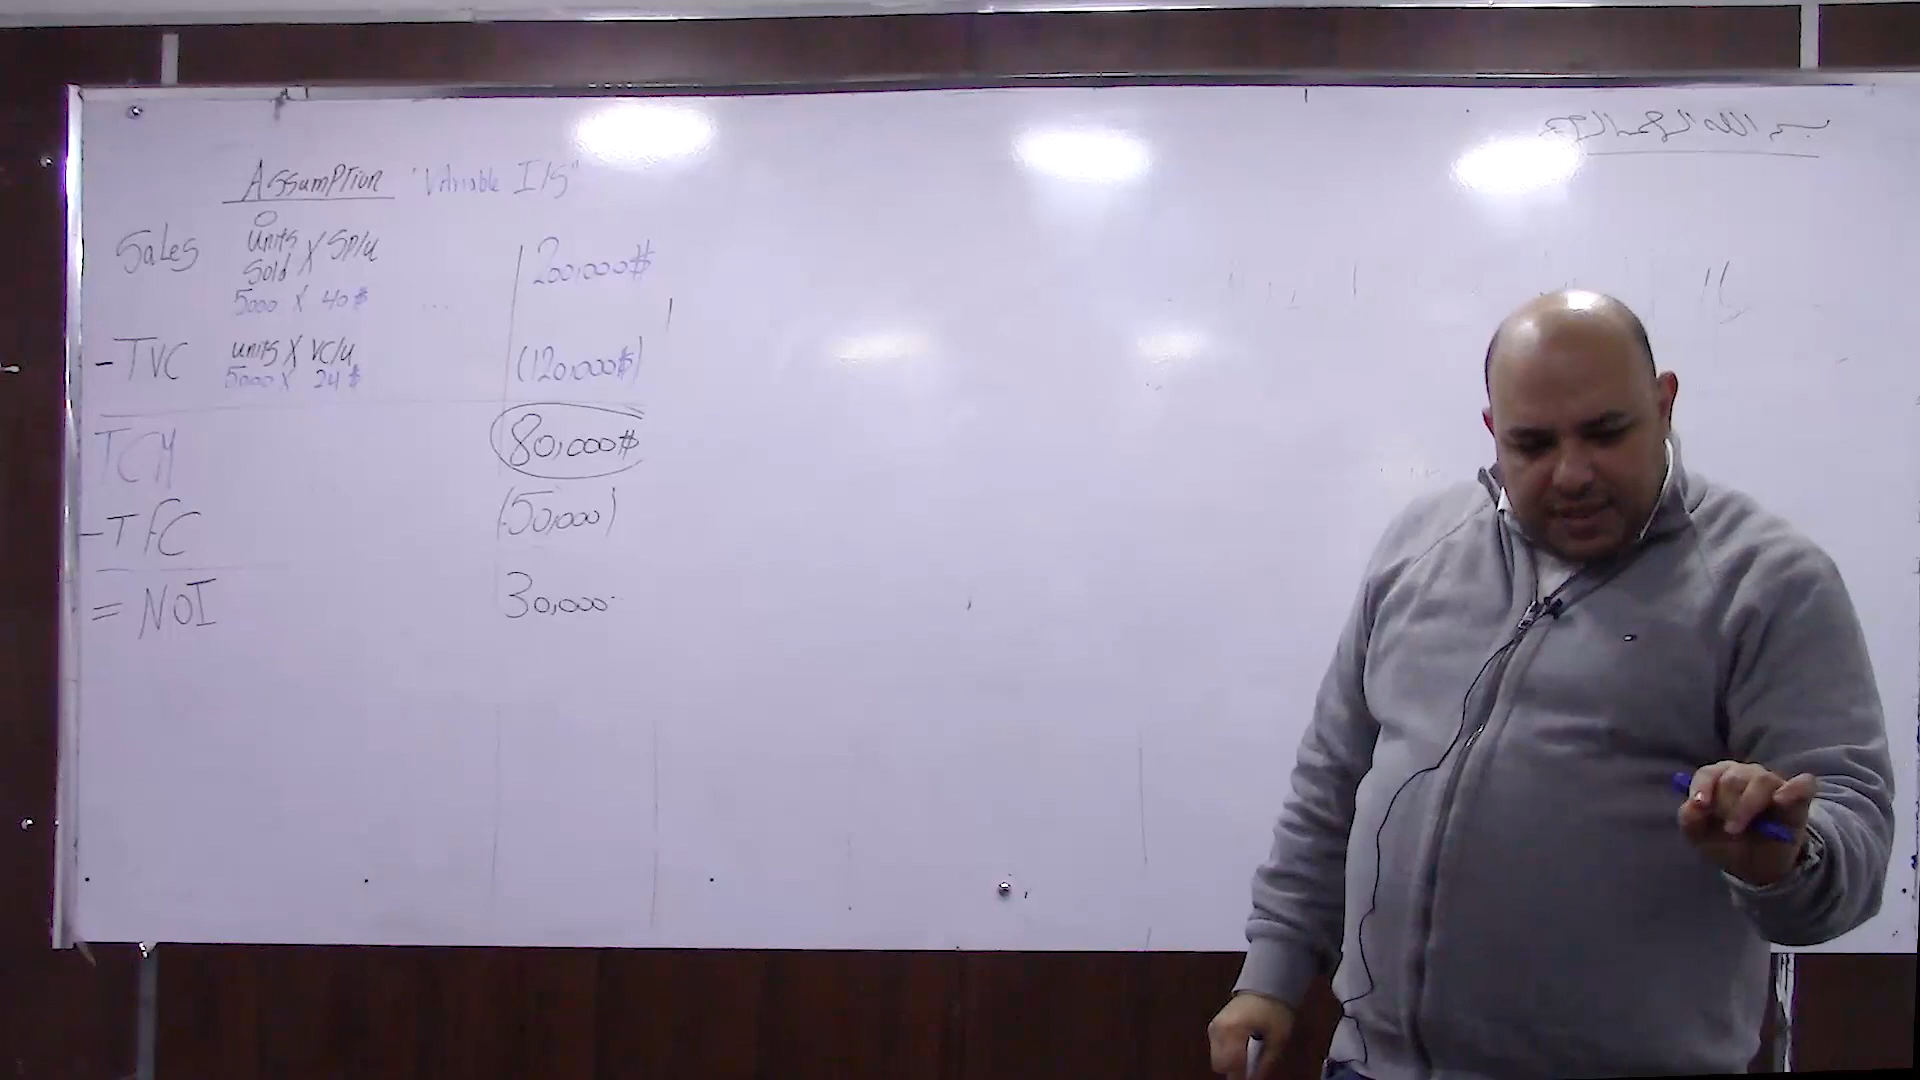 بسم الله الرحمن الرحيم
Assumption "Variable I/S"
Sales units sold X SP/u 200,000$
5000 X 40$
- TVC units X VC/u (120,000$)
5000 X 24$
TCM 80,000$
- TFC (50,000)
= NOI 30,000